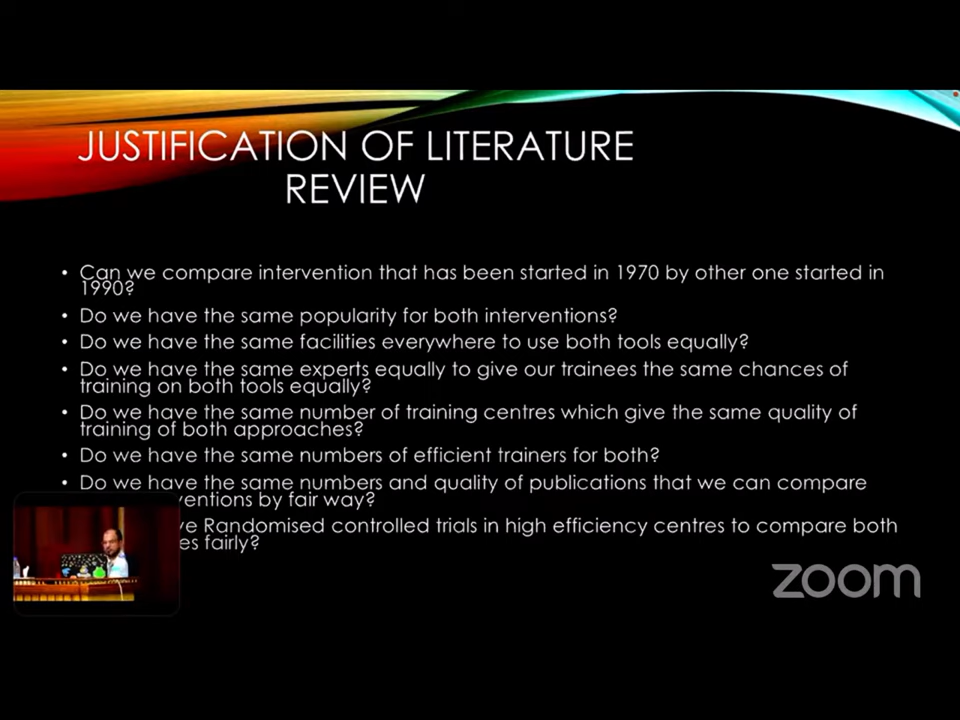 JUSTIFICATION OF LITERATURE
REVIEW
• Can we compare intervention that has been started in 1970 by other one started in
1990?
• Do we have the same popularity for both interventions?
• Do we have the same facilities everywhere to use both tools equally?
• Do we have the same experts equally to give our trainees the same chances of
training on both tools equally?
• Do we have the same number of training centres which give the same quality of
training of both approaches?
• Do we have the same numbers of efficient trainers for both?
• Do we have the same numbers and quality of publications that we can compare
ventions by fair way?
ve Randomised controlled trials in high efficiency centres to compare both
es fairly?
zoom